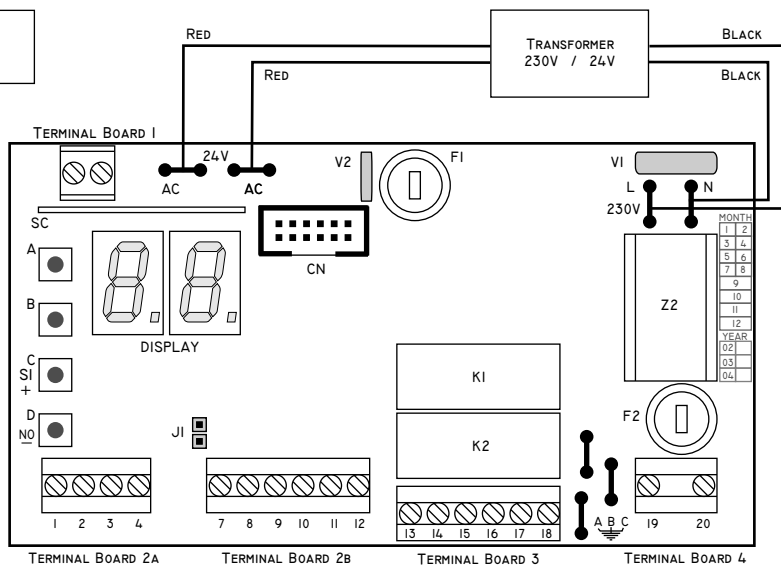 RED
TRANSFORMER
230V / 24V
BLACK
RED
BLACK
TERMINAL BOARD 1
24V
AC
AC
V2
F1
V1
L
N
230V
SC
CN
MONTH
1 2
3 4
5 6
7 8
9
10
11
12
YEAR
02
03
04
A
B
C
S1
+
D
NO
–
DISPLAY
J1
Z2
K1
K2
F2
1 2 3 4
7 8 9 10 11 12
13 14 15 16 17 18
A B C
19 20
TERMINAL BOARD 2A
TERMINAL BOARD 2B
TERMINAL BOARD 3
TERMINAL BOARD 4